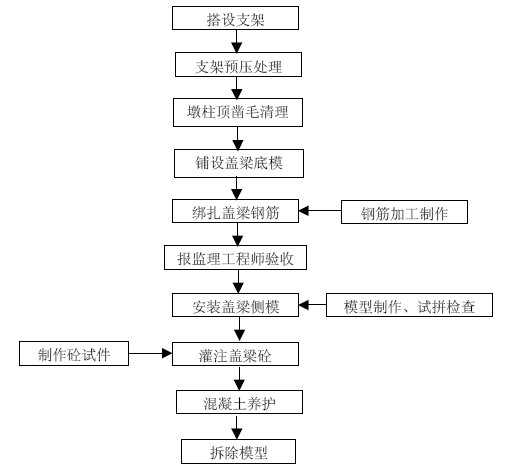 搭设支架
支架预压处理
墩柱顶凿毛清理
铺设盖梁底模
绑扎盖梁钢筋
钢筋加工制作
报监理工程师验收
安装盖梁侧模
模型制作、试拼检查
制作砼试件
灌注盖梁砼
混凝土养护
拆除模型